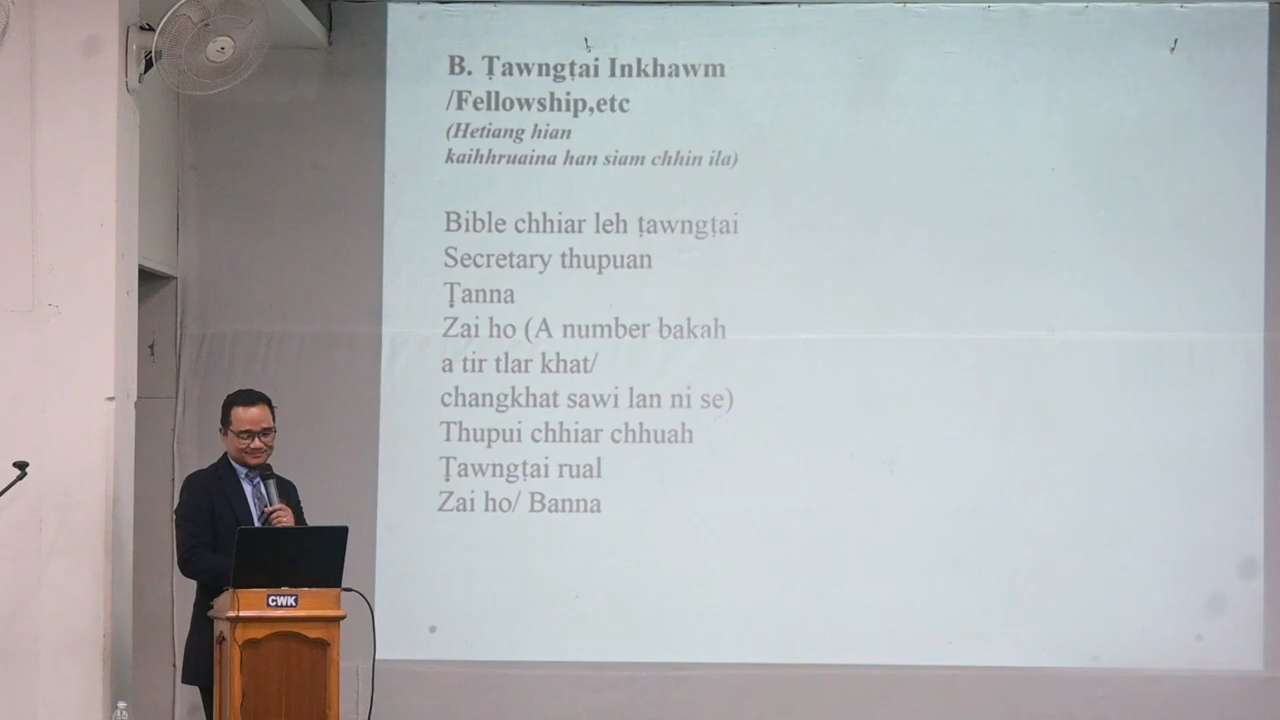 B. Ṭawngṭai Inkhawm
/Fellowship,etc
(Hetiang hian
kaihhruaina han siam chhin ila)
Bible chhiar leh ṭawngṭai
Secretary thupuan
Ṭanna
Zai ho (A number bakah
a tir tlar khat/
changkhat sawi lan ni se)
Thupui chhiar chhuah
Ṭawngṭai rual
Zai ho/ Banna
CWK